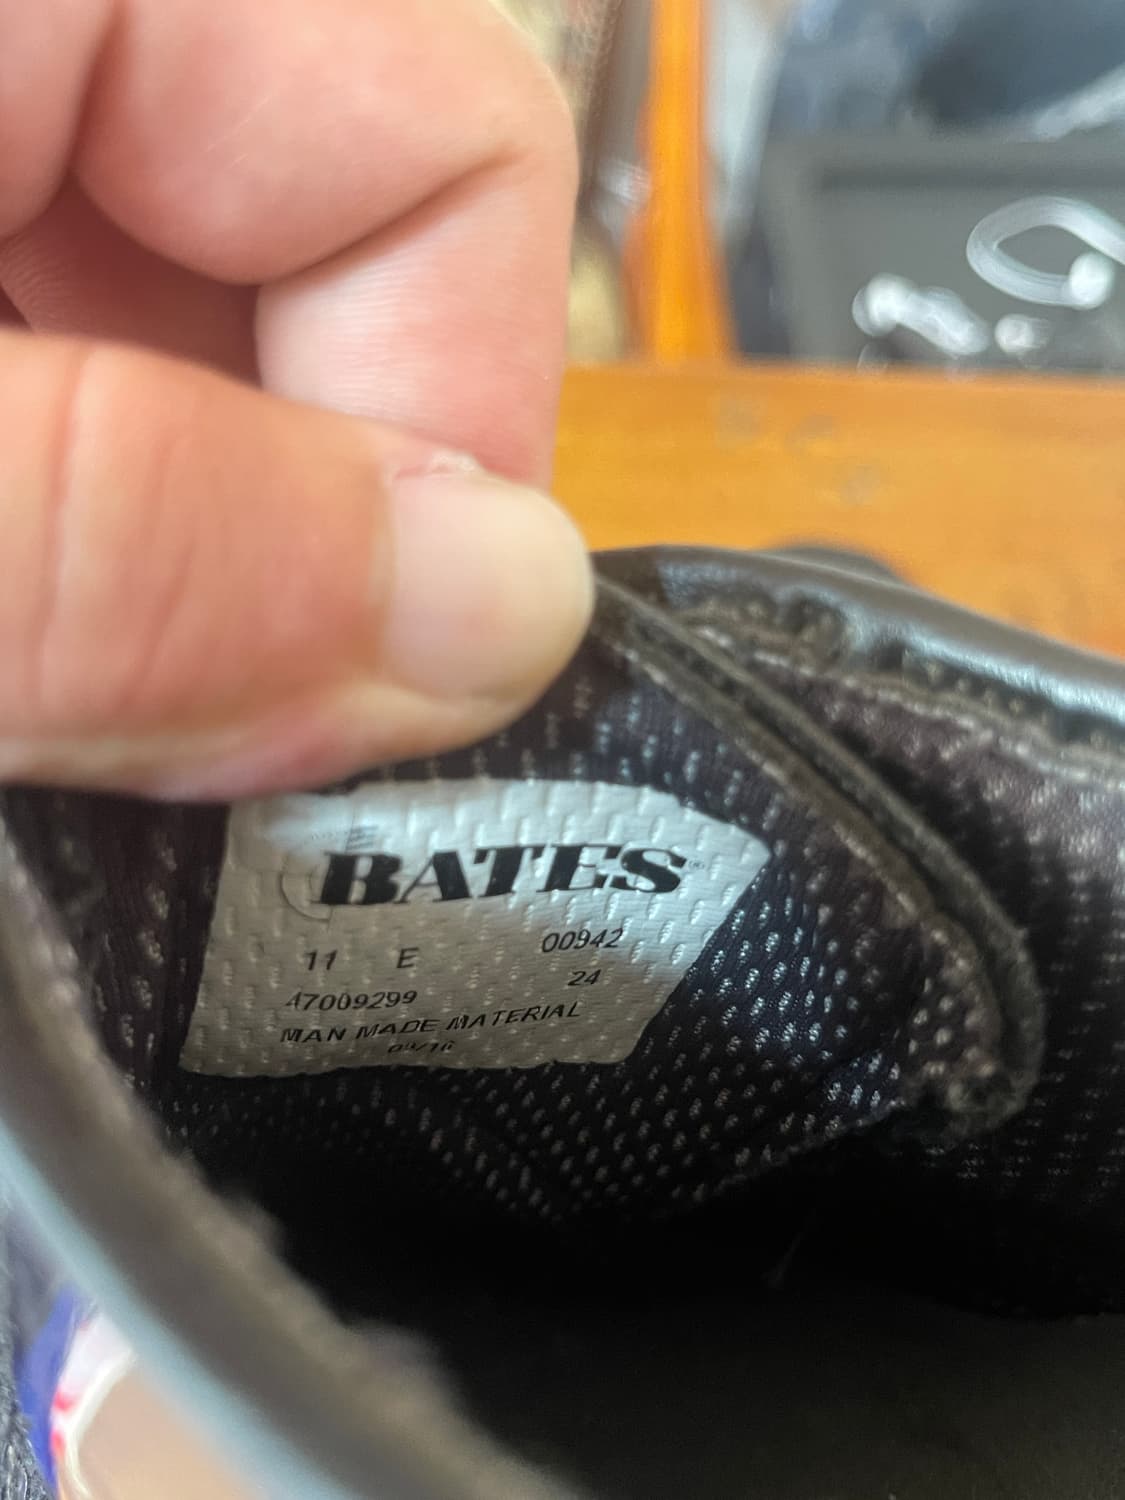 BATES®
11 E 00942
24
47009299
MAN MADE MATERIAL